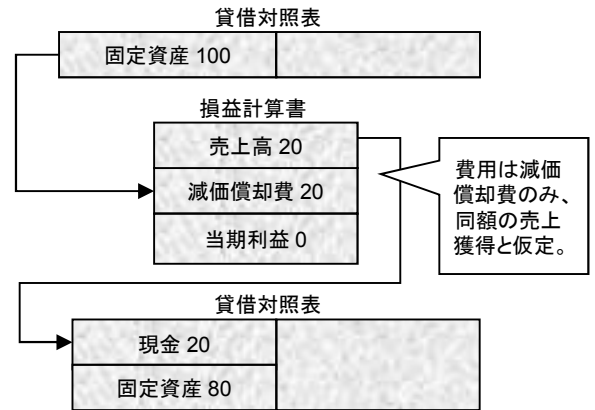 貸借対照表
固定資産 100
損益計算書
売上高 20
減価償却費 20
当期利益 0
費用は減価
償却費のみ、
同額の売上
獲得と仮定。
貸借対照表
現金 20
固定資産 80